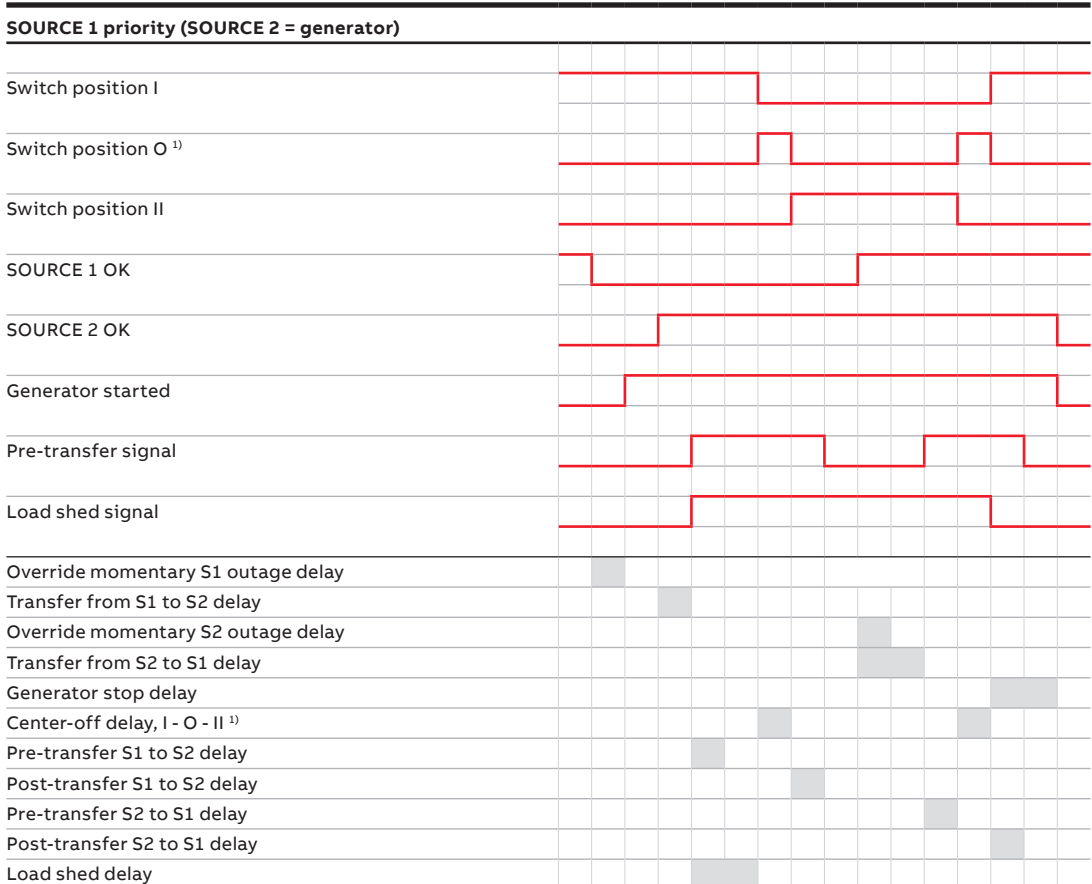 SOURCE 1 priority (SOURCE 2 = generator)
Switch position I
Switch position O ¹⁾
Switch position II
SOURCE 1 OK
SOURCE 2 OK
Generator started
Pre-transfer signal
Load shed signal
Override momentary S1 outage delay
Transfer from S1 to S2 delay
Override momentary S2 outage delay
Transfer from S2 to S1 delay
Generator stop delay
Center-off delay, I - O - II ¹⁾
Pre-transfer S1 to S2 delay
Post-transfer S1 to S2 delay
Pre-transfer S2 to S1 delay
Post-transfer S2 to S1 delay
Load shed delay